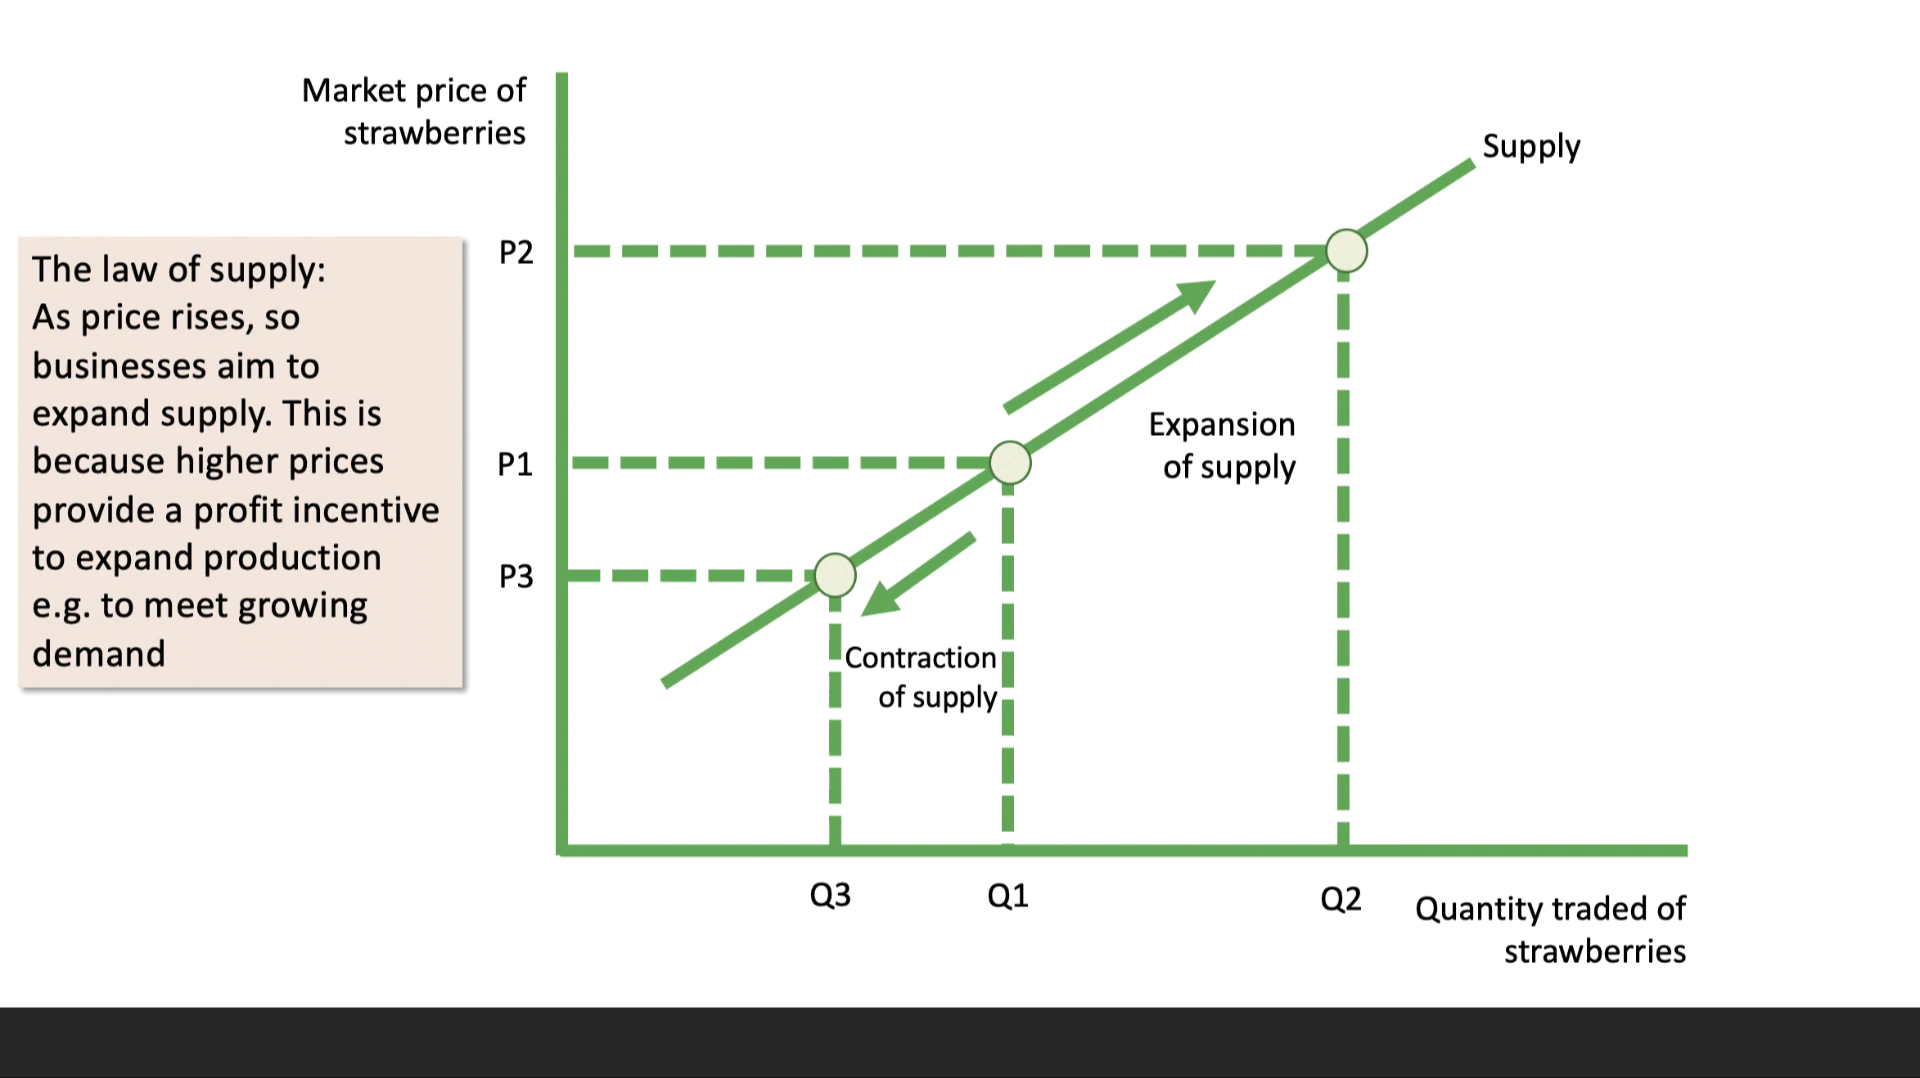 Market price of
strawberries
Supply
P2
The law of supply:
As price rises, so
businesses aim to
expand supply. This is
because higher prices
provide a profit incentive
to expand production
e.g. to meet growing
demand
Expansion
of supply
P1
P3
Contraction
of supply
Q3
Q1
Q2
Quantity traded of
strawberries